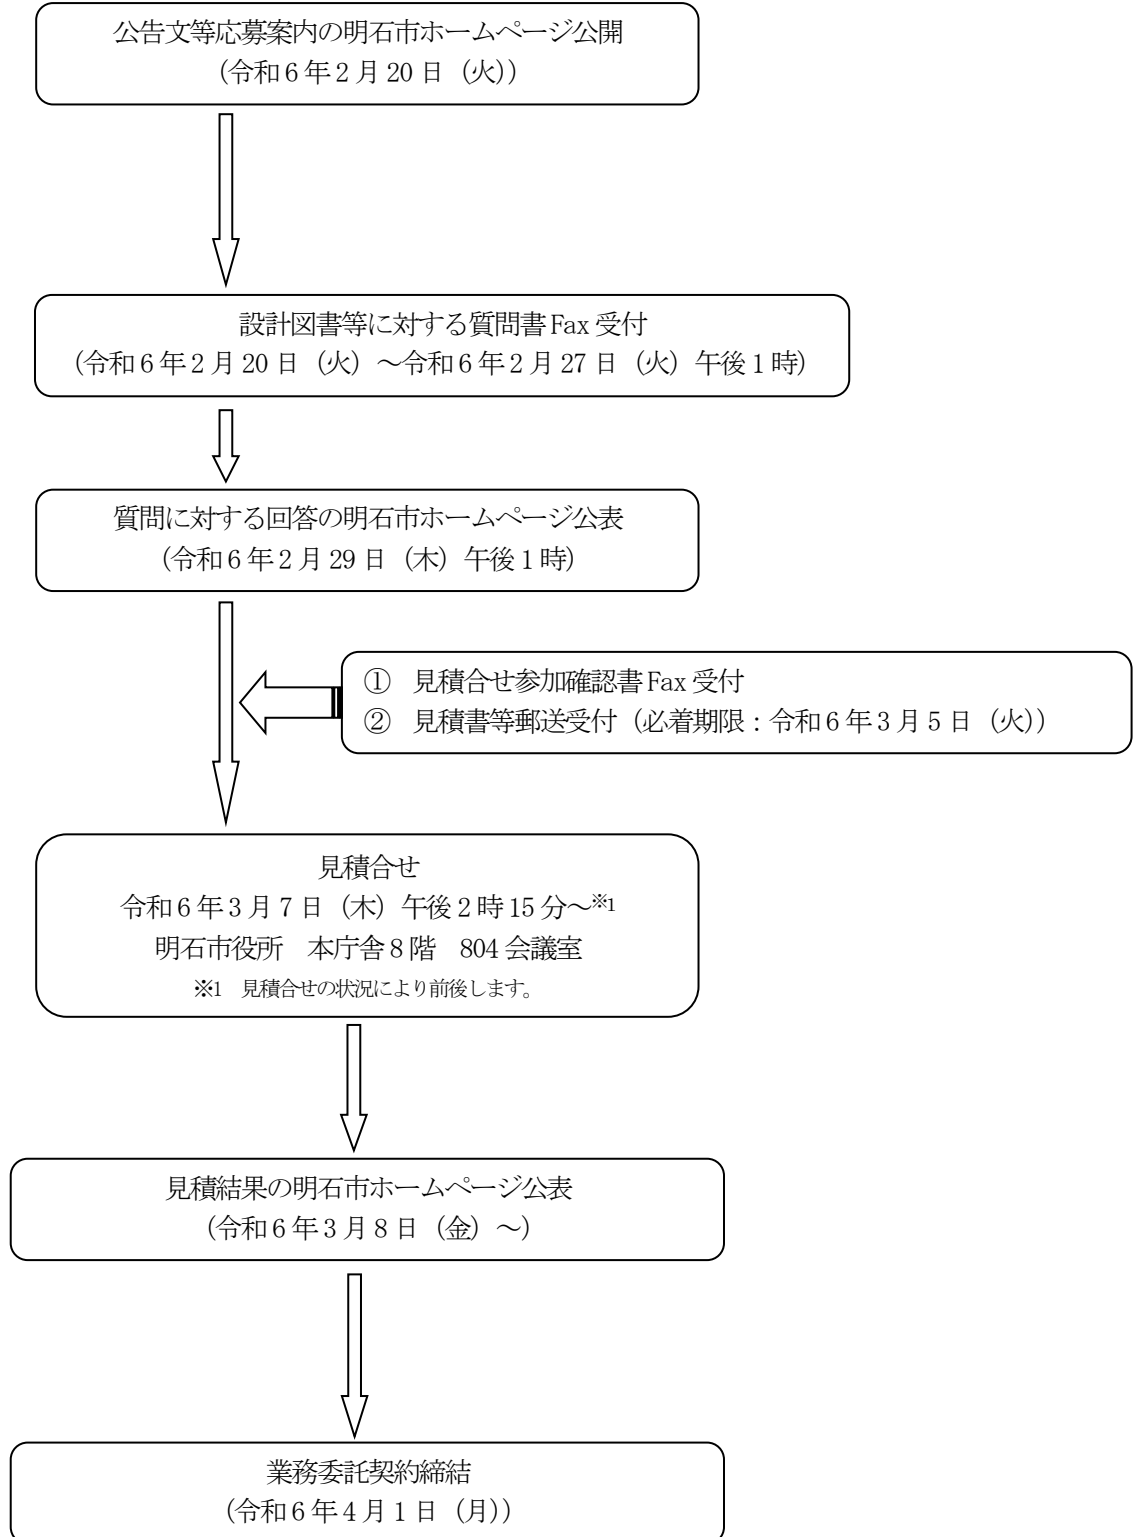 公告文等応募案内の明石市ホームページ公開
(令和6年2月20日（火）)
設計図書等に対する質問書Fax受付
(令和6年2月20日（火）～令和6年2月27日（火）午後1時)
質問に対する回答の明石市ホームページ公表
(令和6年2月29日（木）午後1時)
① 見積合せ参加確認書Fax受付
② 見積書等郵送受付（必着期限：令和6年3月5日（火））
見積合せ
令和6年3月7日（木）午後2時15分～※1
明石市役所　本庁舎8階　804会議室
※1　見積合せの状況により前後します。
見積結果の明石市ホームページ公表
(令和6年3月8日（金）～)
業務委託契約締結
(令和6年4月1日（月）)